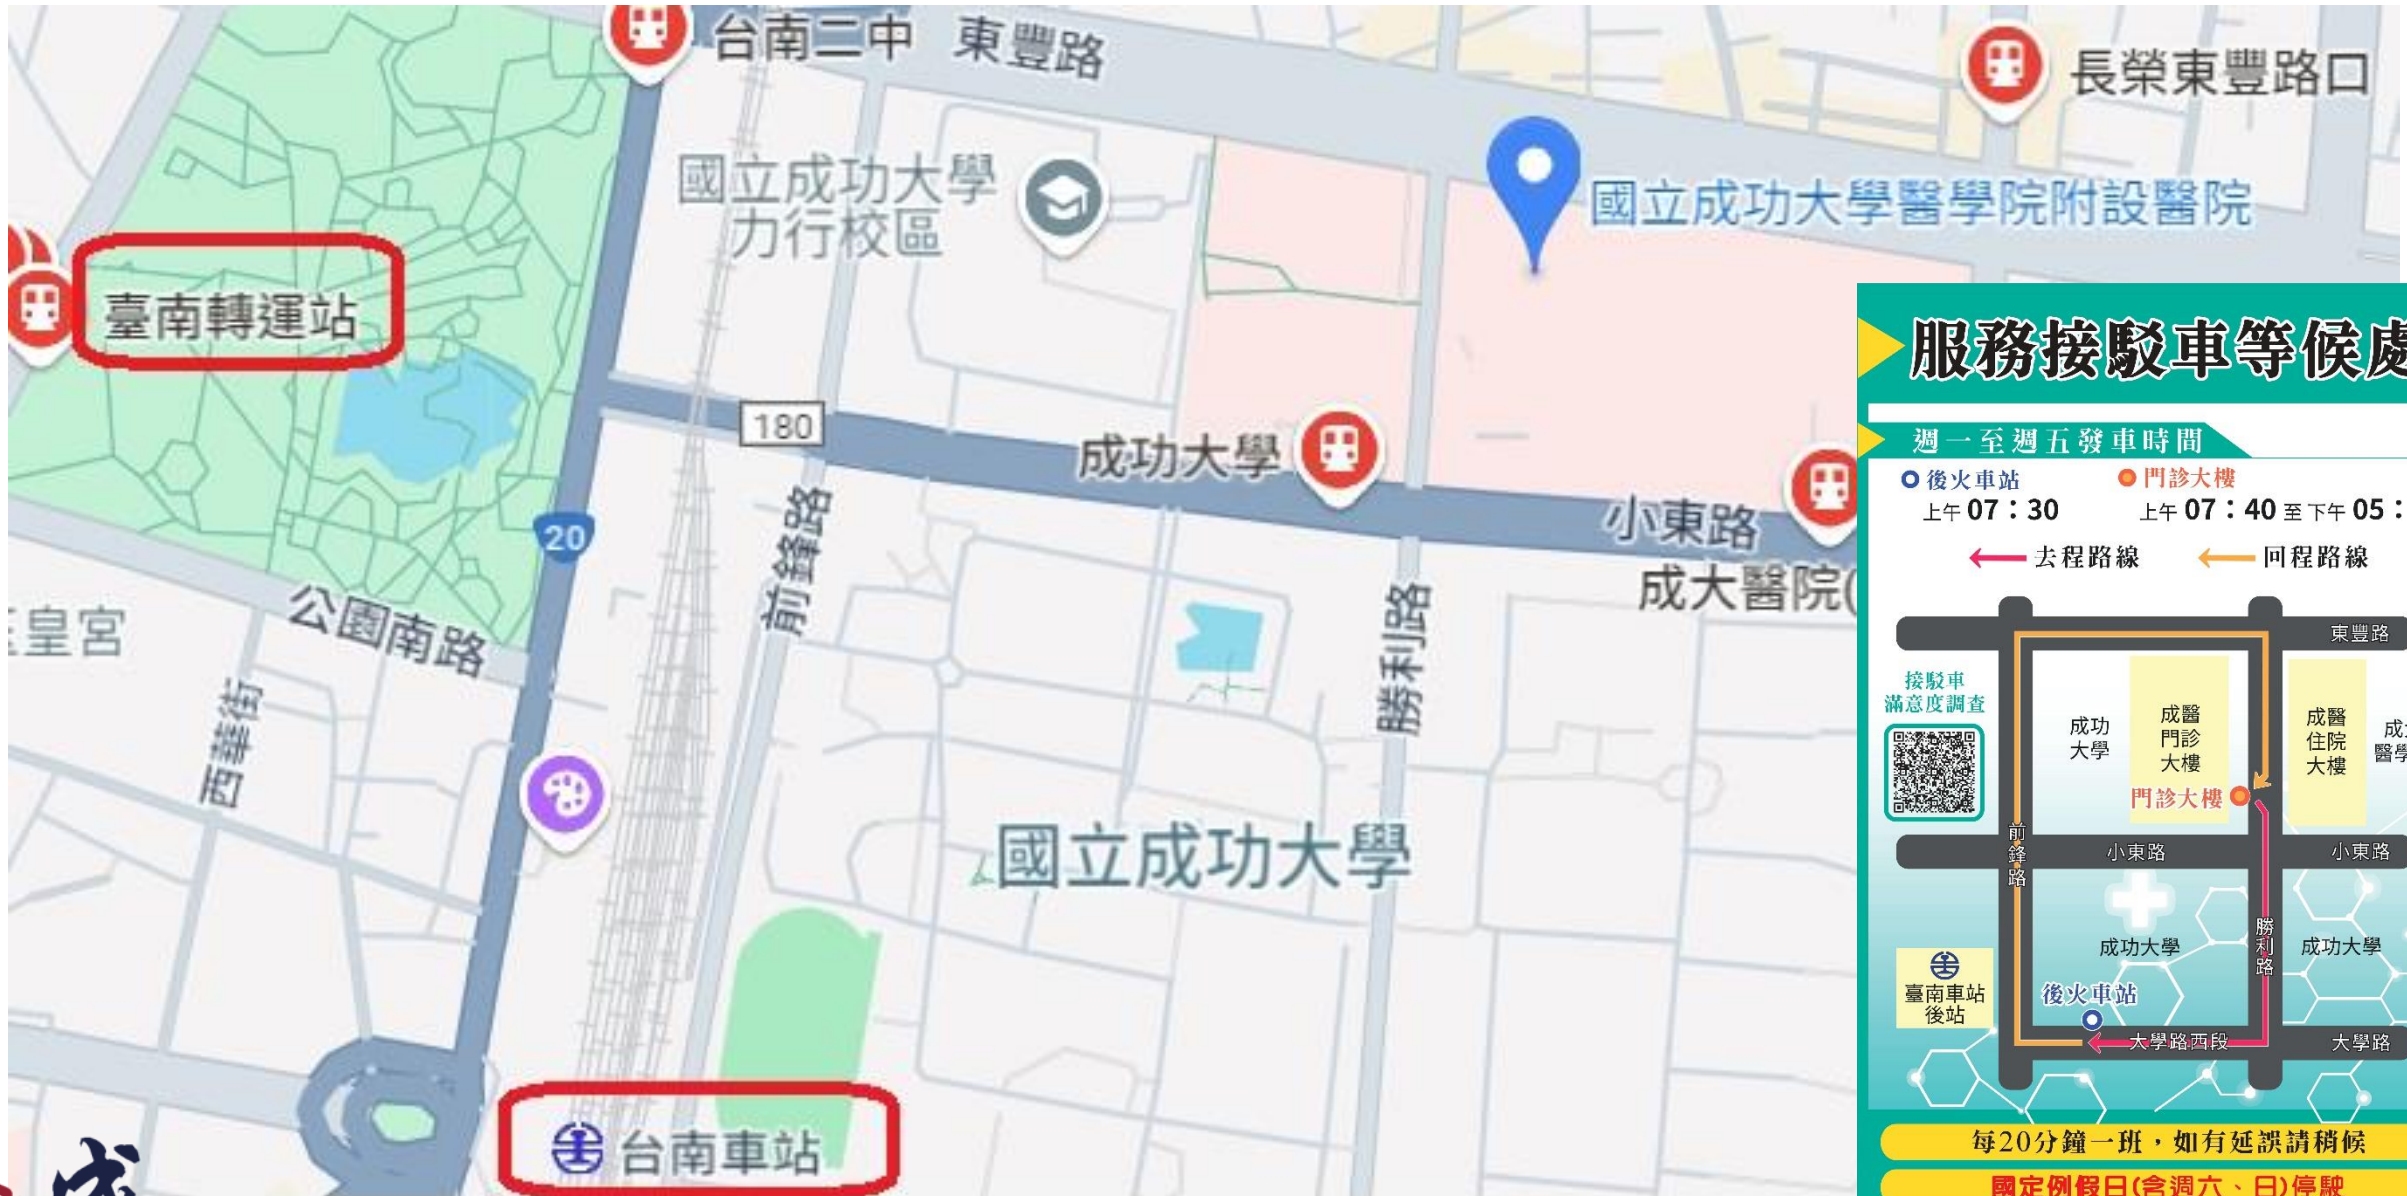 台南二中
東豐路
長榮東豐路口
國立成功大學
力行校區
國立成功大學醫學院附設醫院
臺南轉運站
180
成功大學
小東路
成大醫院(
20
前鋒路
公園南路
皇宮
西華街
勝利路
國立成功大學
台南車站
成
服務接駁車等候處
週一至週五發車時間
後火車站
門診大樓
上午 07:30
上午 07:40 至下午 05:
去程路線
回程路線
東豐路
接駁車
滿意度調查
成功
大學
成醫
門診
大樓
成醫
住院
大樓
醫學
門診大樓
前鋒路
小東路
小東路
勝利路
成功大學
成功大學
臺南車站
後站
後火車站
大學路西段
大學路
每20分鐘一班,如有延誤請稍候
國定例假日(含週六、日)停駛